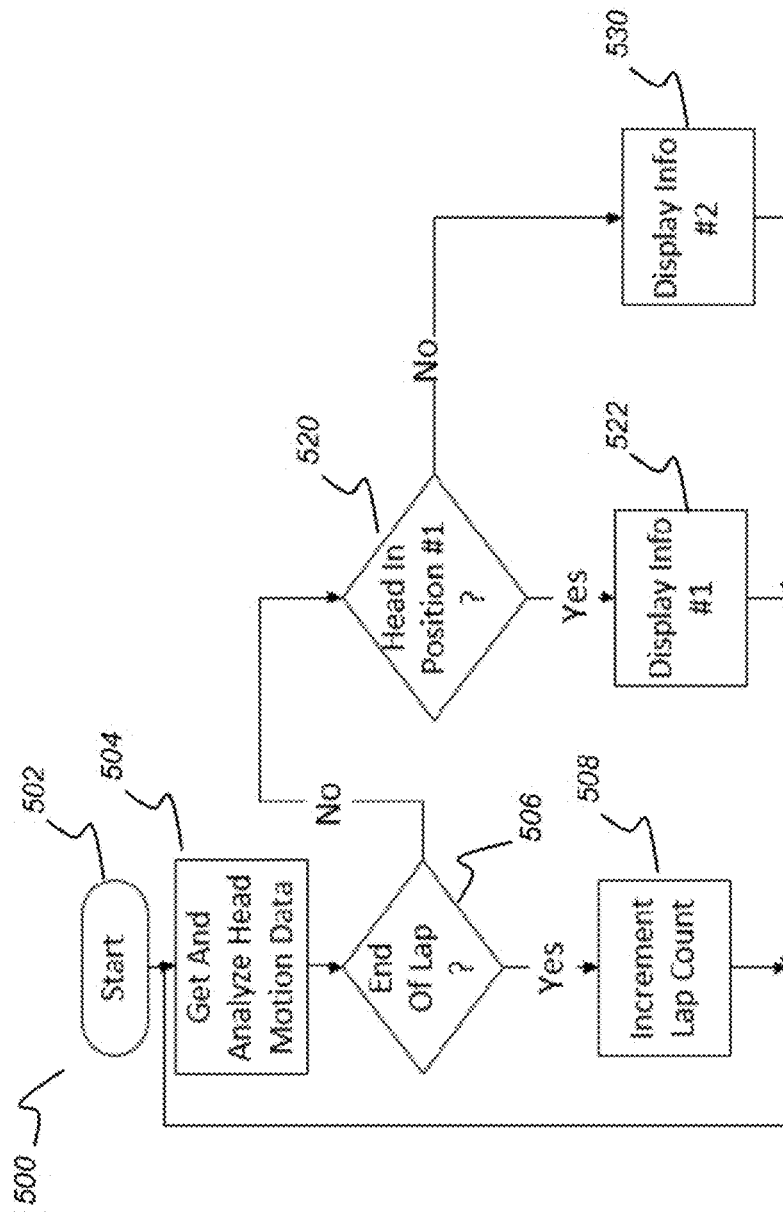 500
502
Start
504
Get And
Analyze Head
Motion Data
End
Of Lap
?
506
No
Yes
508
Increment
Lap Count
520
Head In
Position #1
?
No
Yes
522
Display Info
#1
530
Display Info
#2